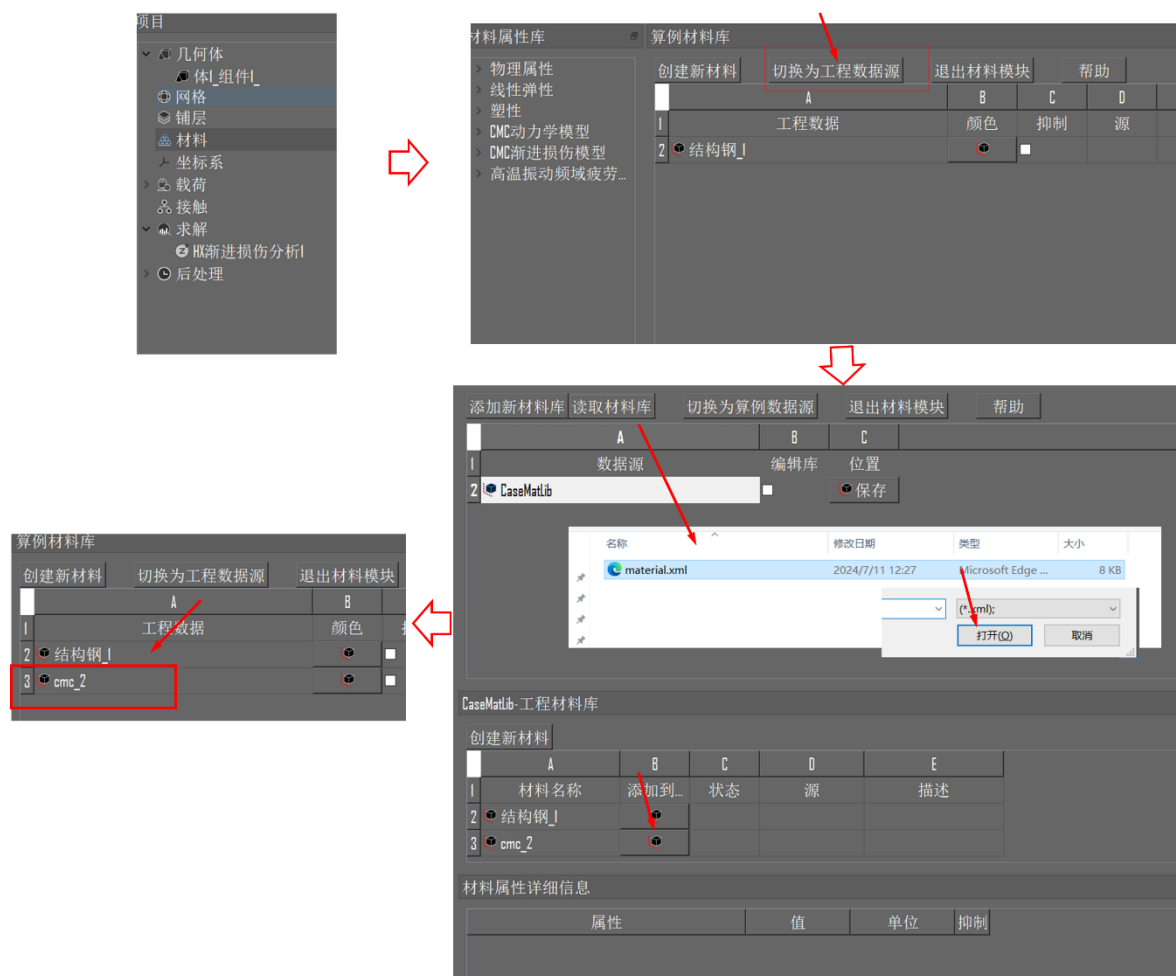 项目
几何体
体1_组件1_
网格
铺层
材料
坐标系
载荷
接触
求解
HX渐进损伤分析1
后处理
材料属性库
物理属性
线性弹性
塑性
CMC动力学模型
CMC渐进损伤模型
高温振动频域疲劳...
算例材料库
创建新材料 切换为工程数据源 退出材料模块 帮助
A B C D
1 工程数据 颜色 抑制 源
2 结构钢_1
添加新材料库 读取材料库 切换为算例数据源 退出材料模块 帮助
A B C
1 数据源 编辑库 位置
2 CaseMatLib 保存
名称 修改日期 类型 大小
material.xml 2024/7/11 12:27 Microsoft Edge ... 8 KB
(*.xml);
打开(O) 取消
CaseMatLib-工程材料库
创建新材料
A B C D E
1 材料名称 添加到... 状态 源 描述
2 结构钢_1
3 cmc_2
材料属性详细信息
属性 值 单位 抑制
算例材料库
创建新材料 切换为工程数据源 退出材料模块
A B
1 工程数据 颜色
2 结构钢_1
3 cmc_2